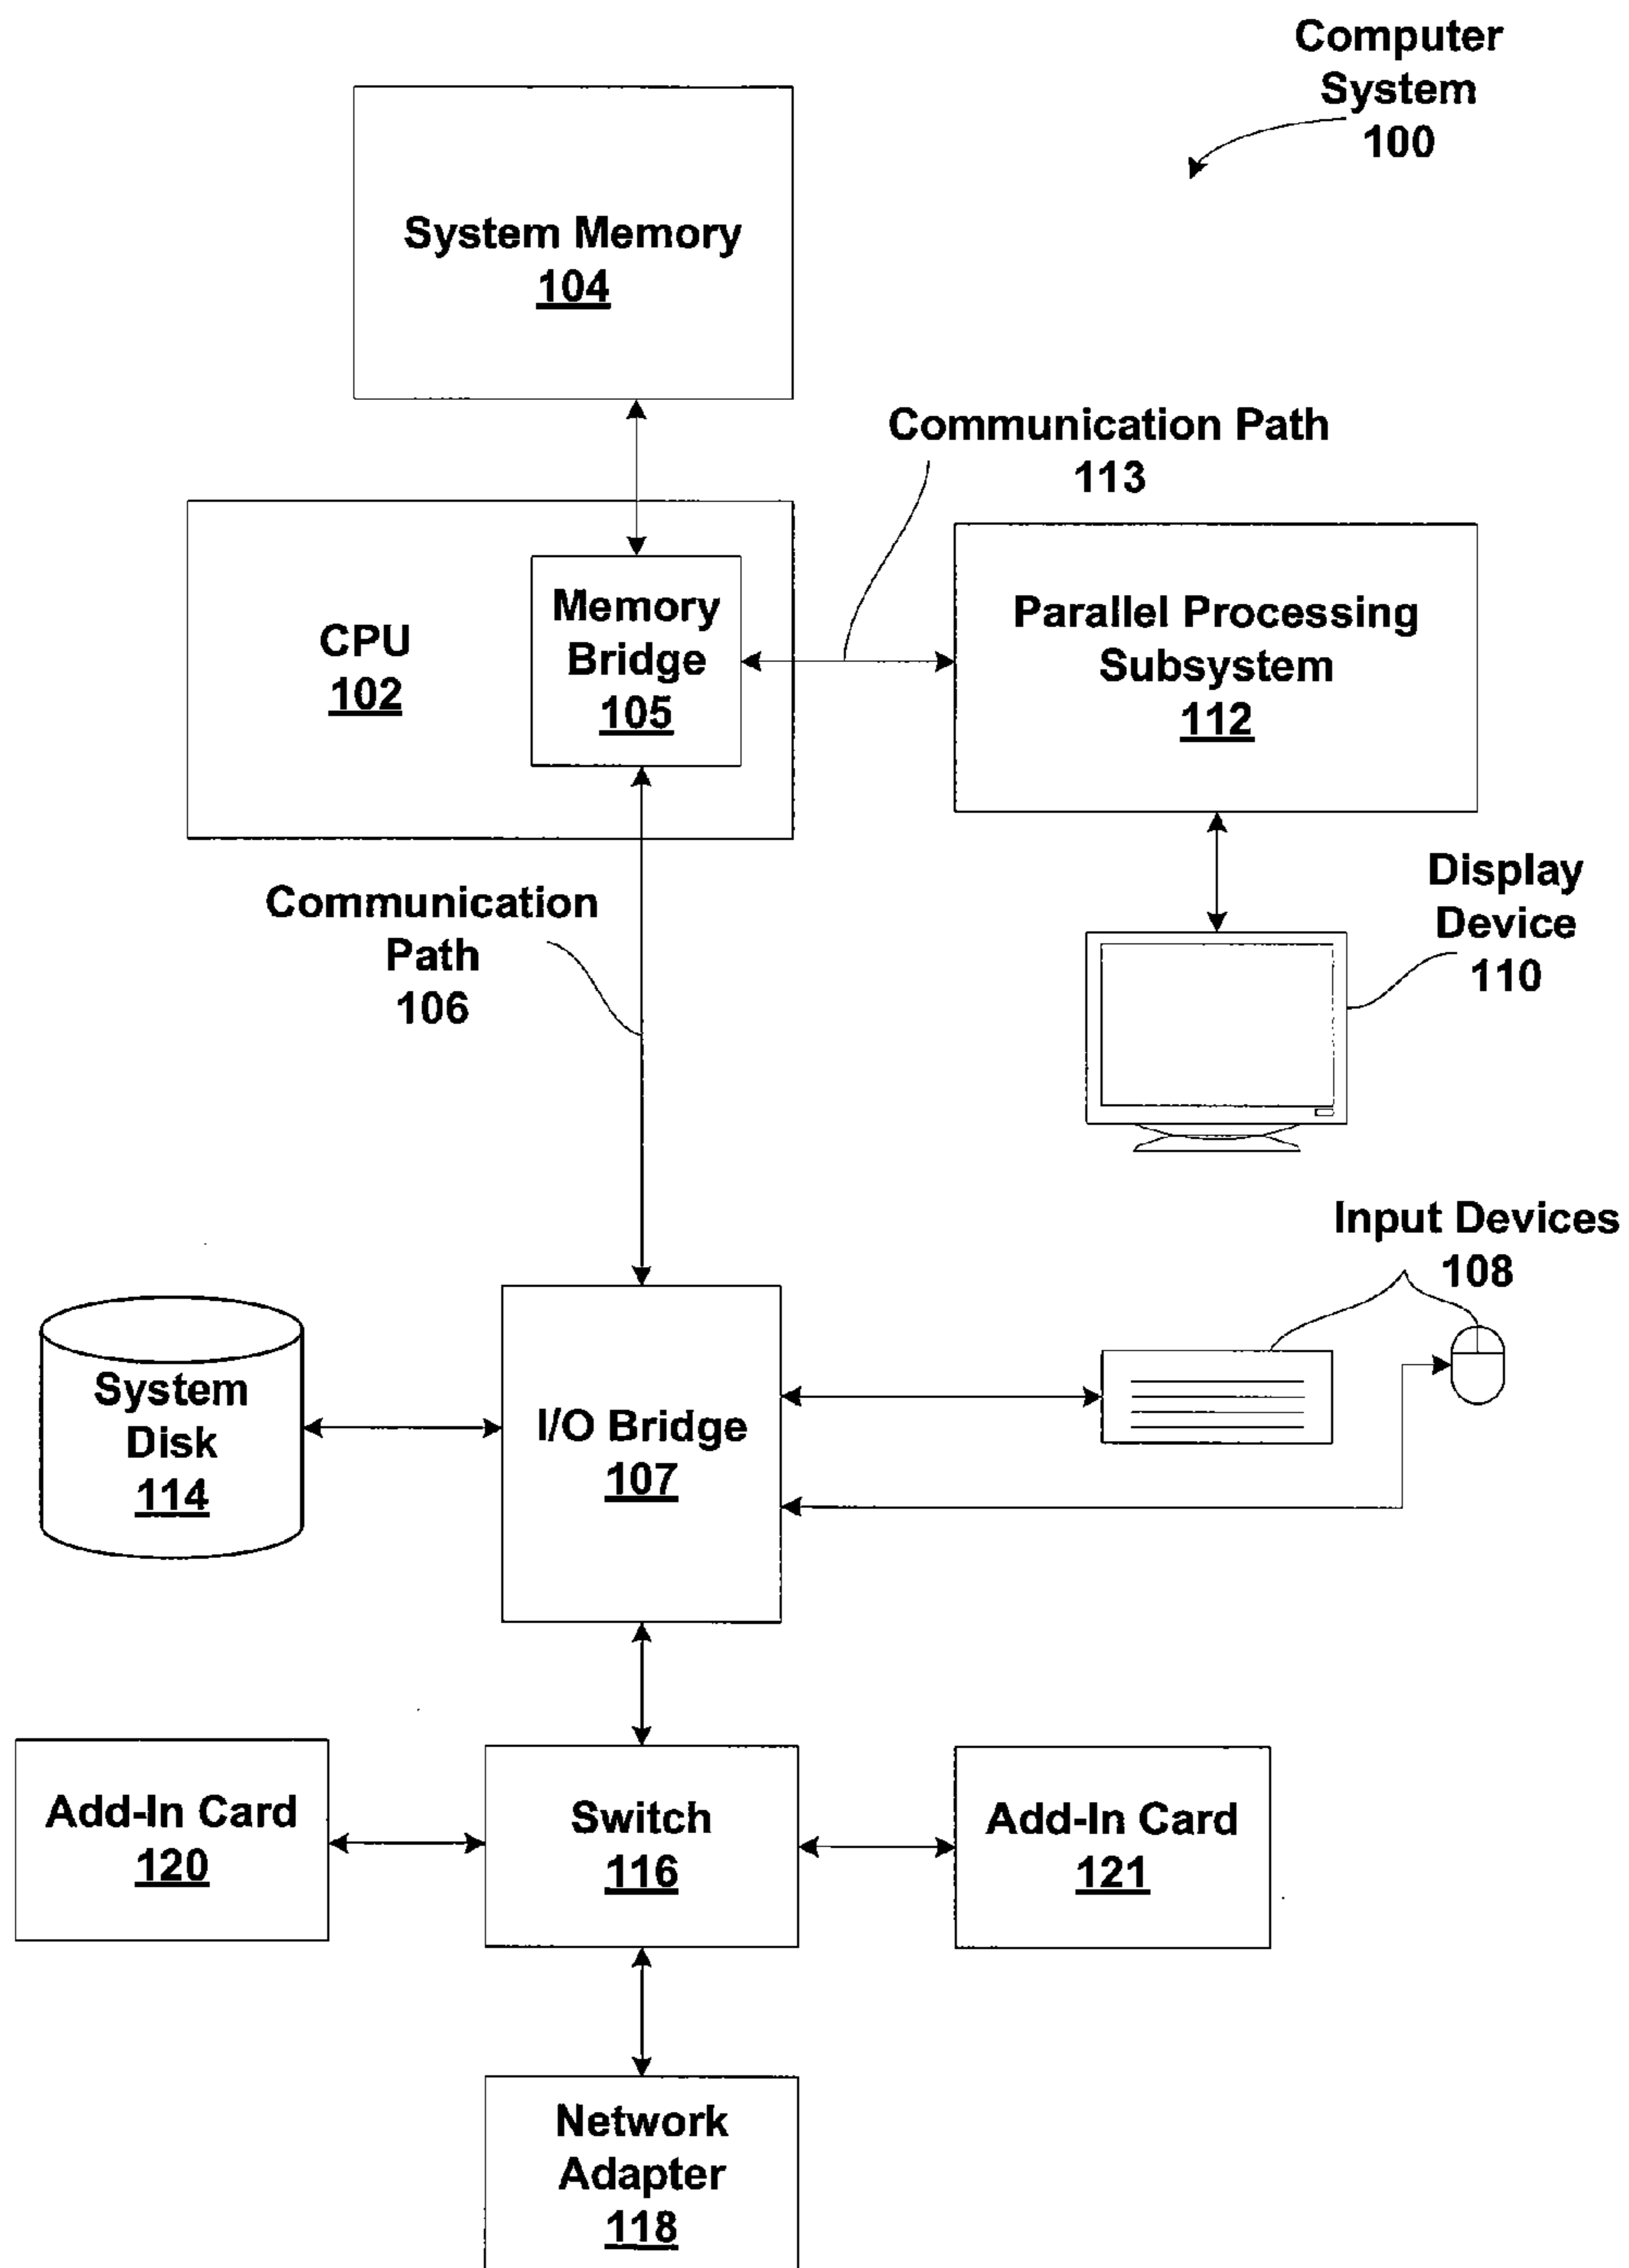 Computer
System
100
System Memory
104
Communication Path
113
CPU
102
Memory
Bridge
105
Parallel Processing
Subsystem
112
Communication
Path
106
Display
Device
110
Input Devices
108
System
Disk
114
I/O Bridge
107
Add-In Card
120
Switch
116
Add-In Card
121
Network
Adapter
118